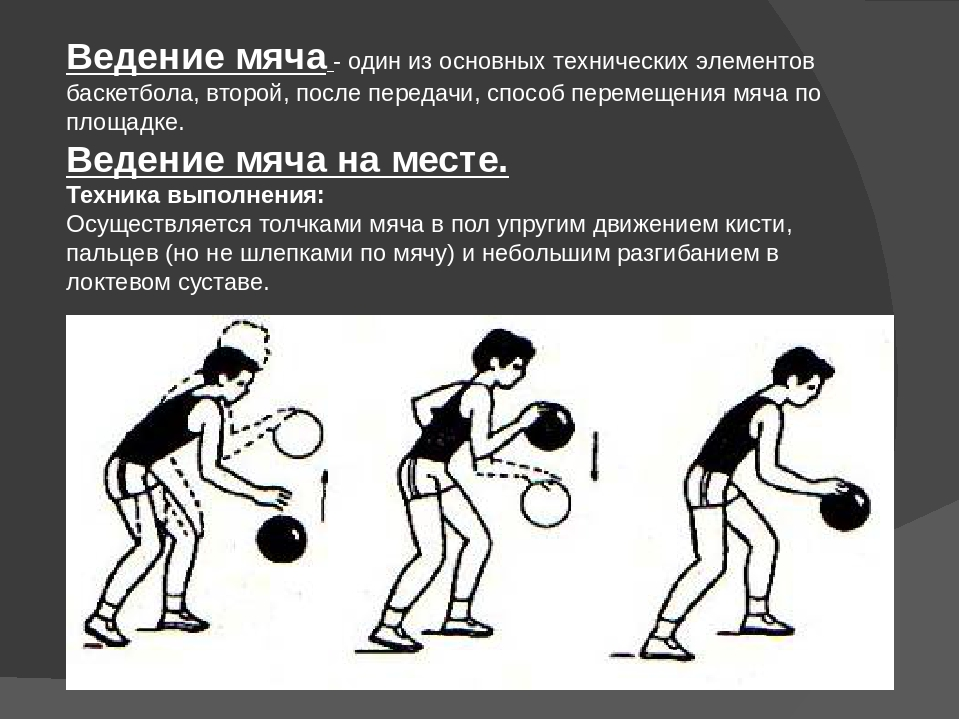 Ведение мяча - один из основных технических элементов
баскетбола, второй, после передачи, способ перемещения мяча по
площадке.
Ведение мяча на месте.
Техника выполнения:
Осуществляется толчками мяча в пол упругим движением кисти,
пальцев (но не шлепками по мячу) и небольшим разгибанием в
локтевом суставе.